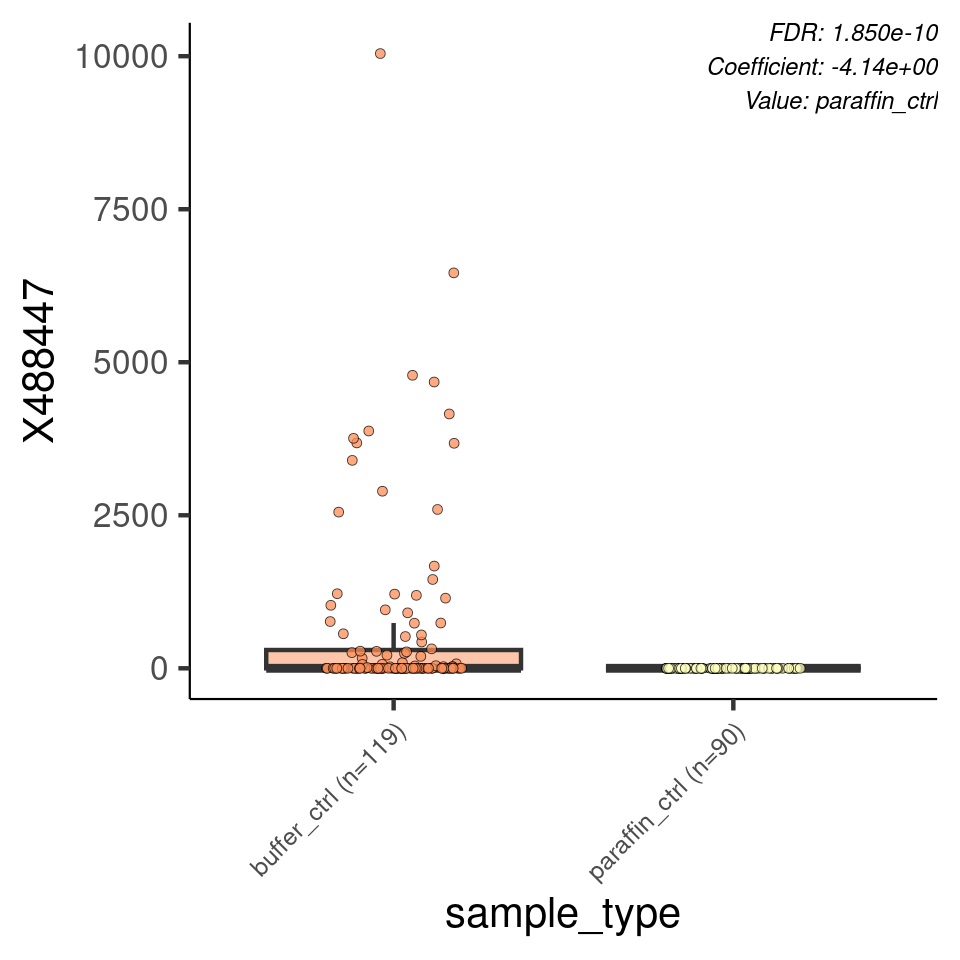 FDR: 1.850e-10
Coefficient: -4.14e+00
Value: paraffin_ctrl
10000
7500
5000
2500
0
X488447
buffer_ctrl (n=119)
paraffin_ctrl (n=90)
sample_type